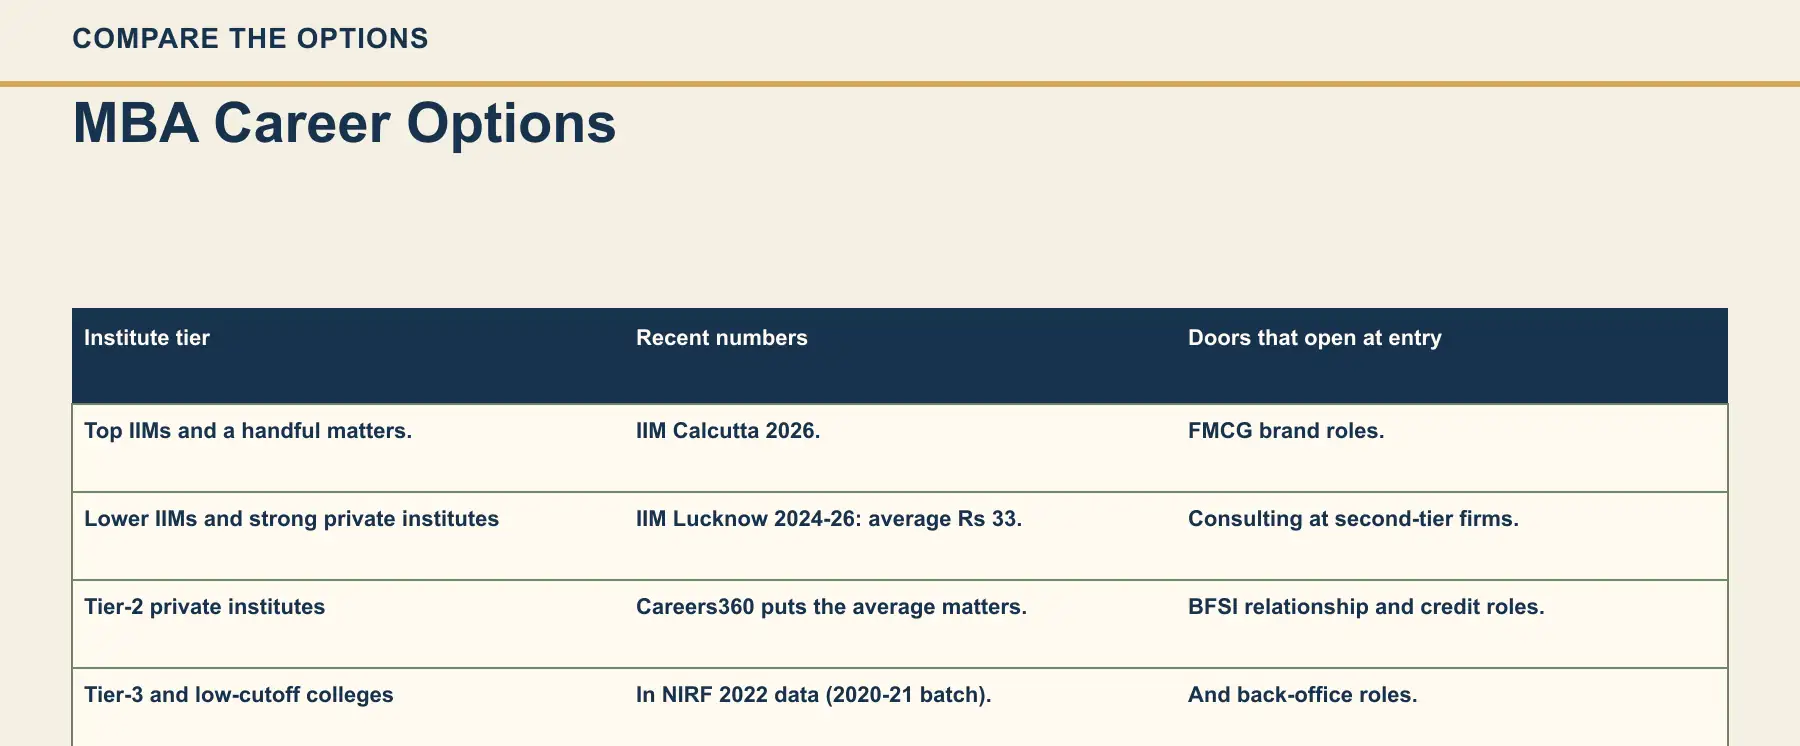 COMPARE THE OPTIONS
MBA Career Options
Institute tier
Recent numbers
Doors that open at entry
Top IIMs and a handful matters.
IIM Calcutta 2026.
FMCG brand roles.
Lower IIMs and strong private institutes
IIM Lucknow 2024-26: average Rs 33.
Consulting at second-tier firms.
Tier-2 private institutes
Careers360 puts the average matters.
BFSI relationship and credit roles.
Tier-3 and low-cutoff colleges
In NIRF 2022 data (2020-21 batch).
And back-office roles.